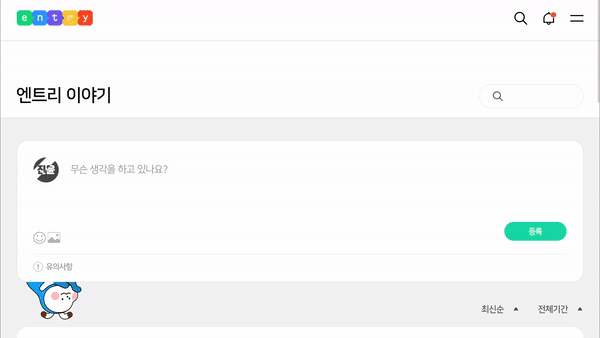 entry
엔트리 이야기
무슨 생각을 하고 있나요?
등록
유의사항
최신순 전체기간